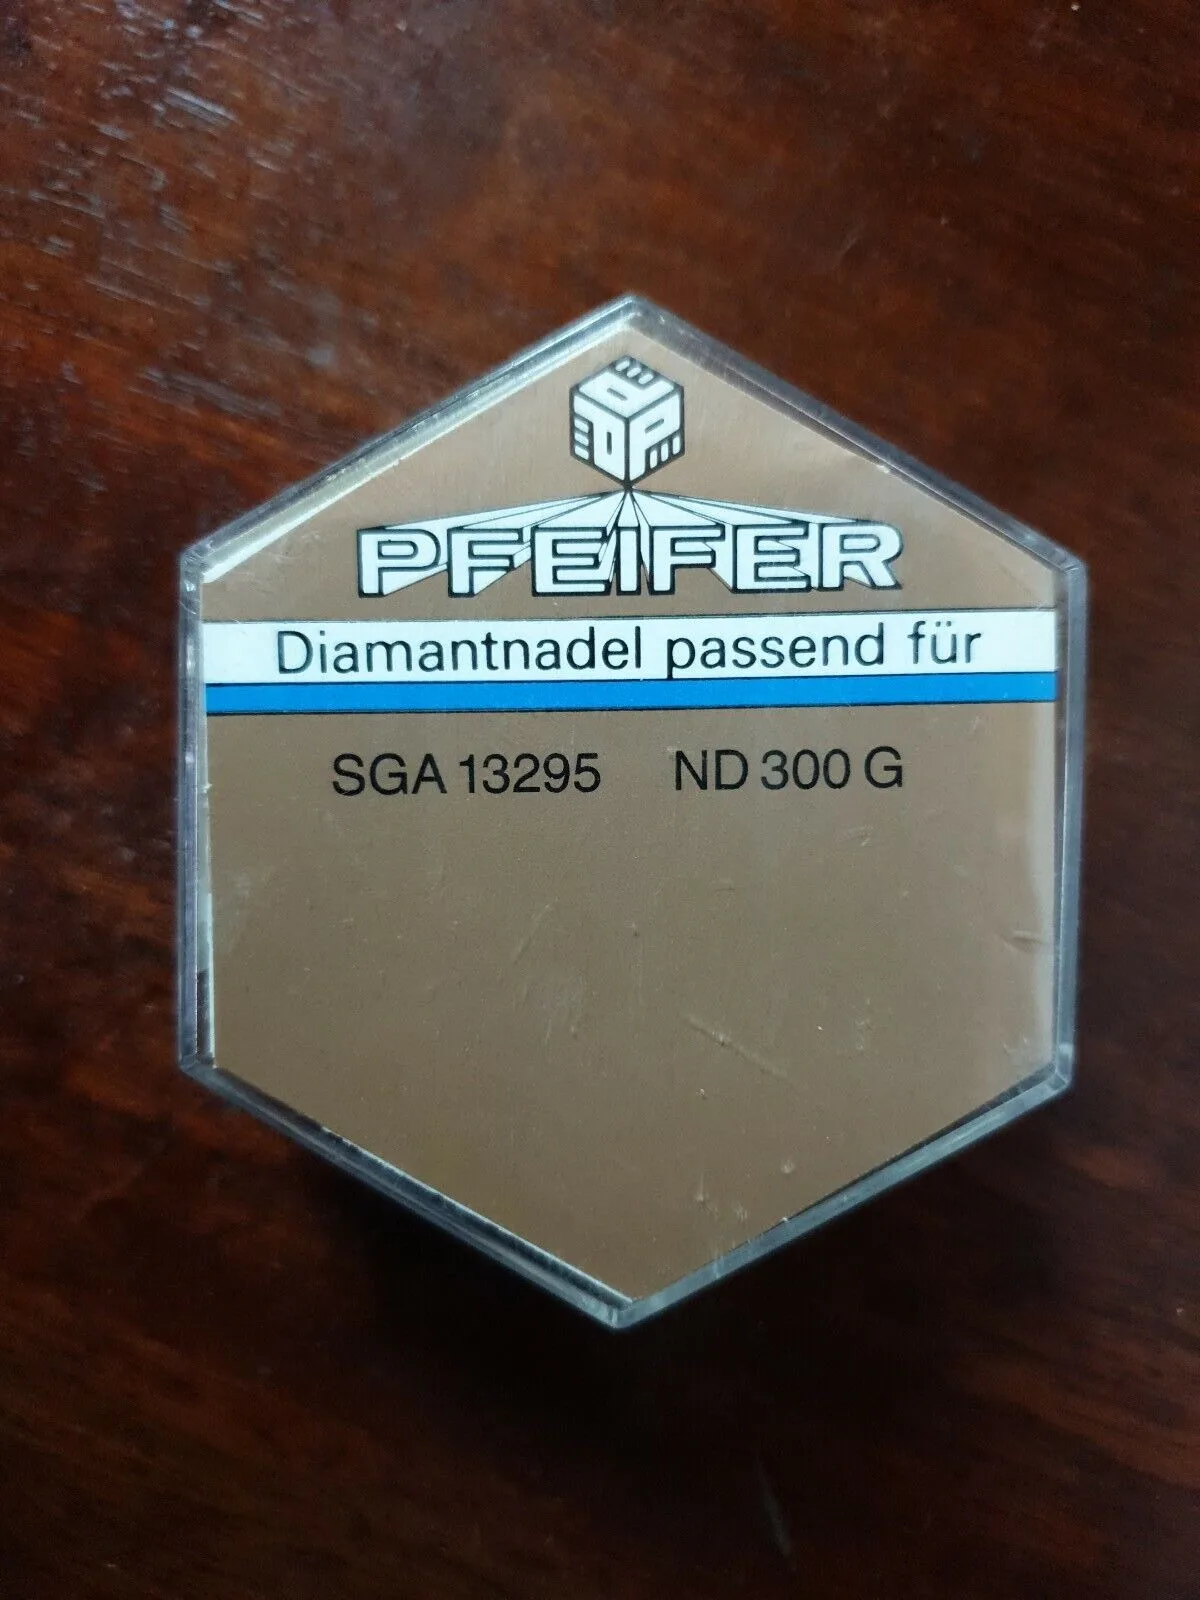 PFEIFER
Diamantnadel passend für
SGA 13295 ND 300 G